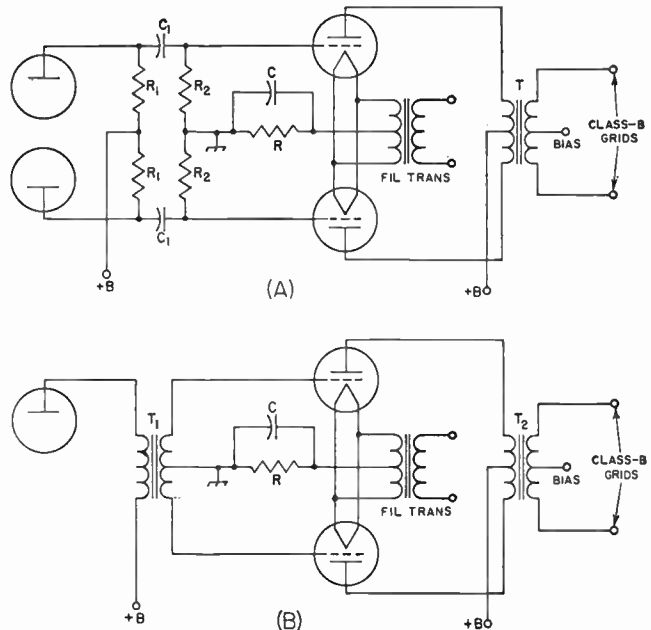 C₁
R₁
R₂
C
R
FIL TRANS
T
CLASS-B
GRIDS
BIAS
R₁
R₂
C₁
+B
(A)
+B
T₁
C
R
FIL TRANS
T₂
CLASS-B
GRIDS
BIAS
+B
(B)
+B